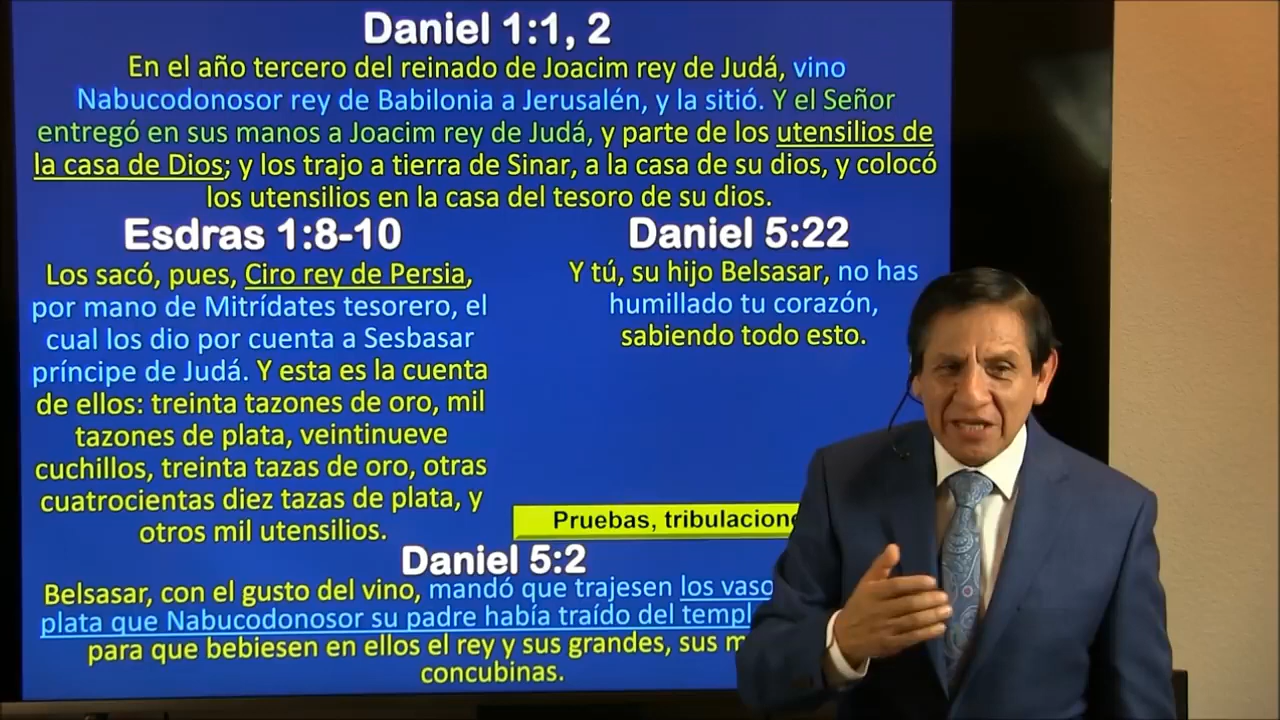 Daniel 1:1, 2
En el año tercero del reinado de Joacim rey de Judá, vino
Nabucodonosor rey de Babilonia a Jerusalén, y la sitió. Y el Señor
entregó en sus manos a Joacim rey de Judá, y parte de los utensilios de
la casa de Dios; y los trajo a tierra de Sinar, a la casa de su dios, y colocó
los utensilios en la casa del tesoro de su dios.
Esdras 1:8-10
Los sacó, pues, Ciro rey de Persia,
por mano de Mitrídates tesorero, el
cual los dio por cuenta a Sesbasar
príncipe de Judá. Y esta es la cuenta
de ellos: treinta tazones de oro, mil
tazones de plata, veintinueve
cuchillos, treinta tazas de oro, otras
cuatrocientas diez tazas de plata, y
otros mil utensilios.
Daniel 5:22
Y tú, su hijo Belsasar, no has
humillado tu corazón,
sabiendo todo esto.
Pruebas,
Daniel 5:2
Belsasar, con el gusto del vino, mandó que trajesen los
plata que Nabucodonosor su padre había traído del
para que bebiesen en ellos el rey y sus grandes, sus
concubinas.